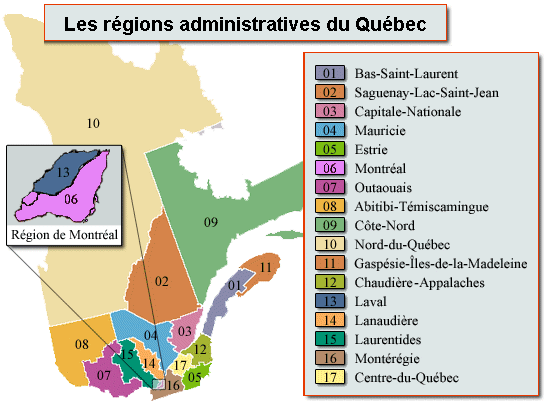 Les régions administratives du Québec
01 Bas-Saint-Laurent
02 Saguenay-Lac-Saint-Jean
03 Capitale-Nationale
04 Mauricie
05 Estrie
06 Montréal
07 Outaouais
08 Abitibi-Témiscamingue
09 Côte-Nord
10 Nord-du-Québec
11 Gaspésie-Îles-de-la-Madeleine
12 Chaudière-Appalaches
13 Laval
14 Lanaudière
15 Laurentides
16 Montérégie
17 Centre-du-Québec
10
13
06
Région de Montréal
09
02
11
01
04
03
08
15
14
12
17
07
16
05